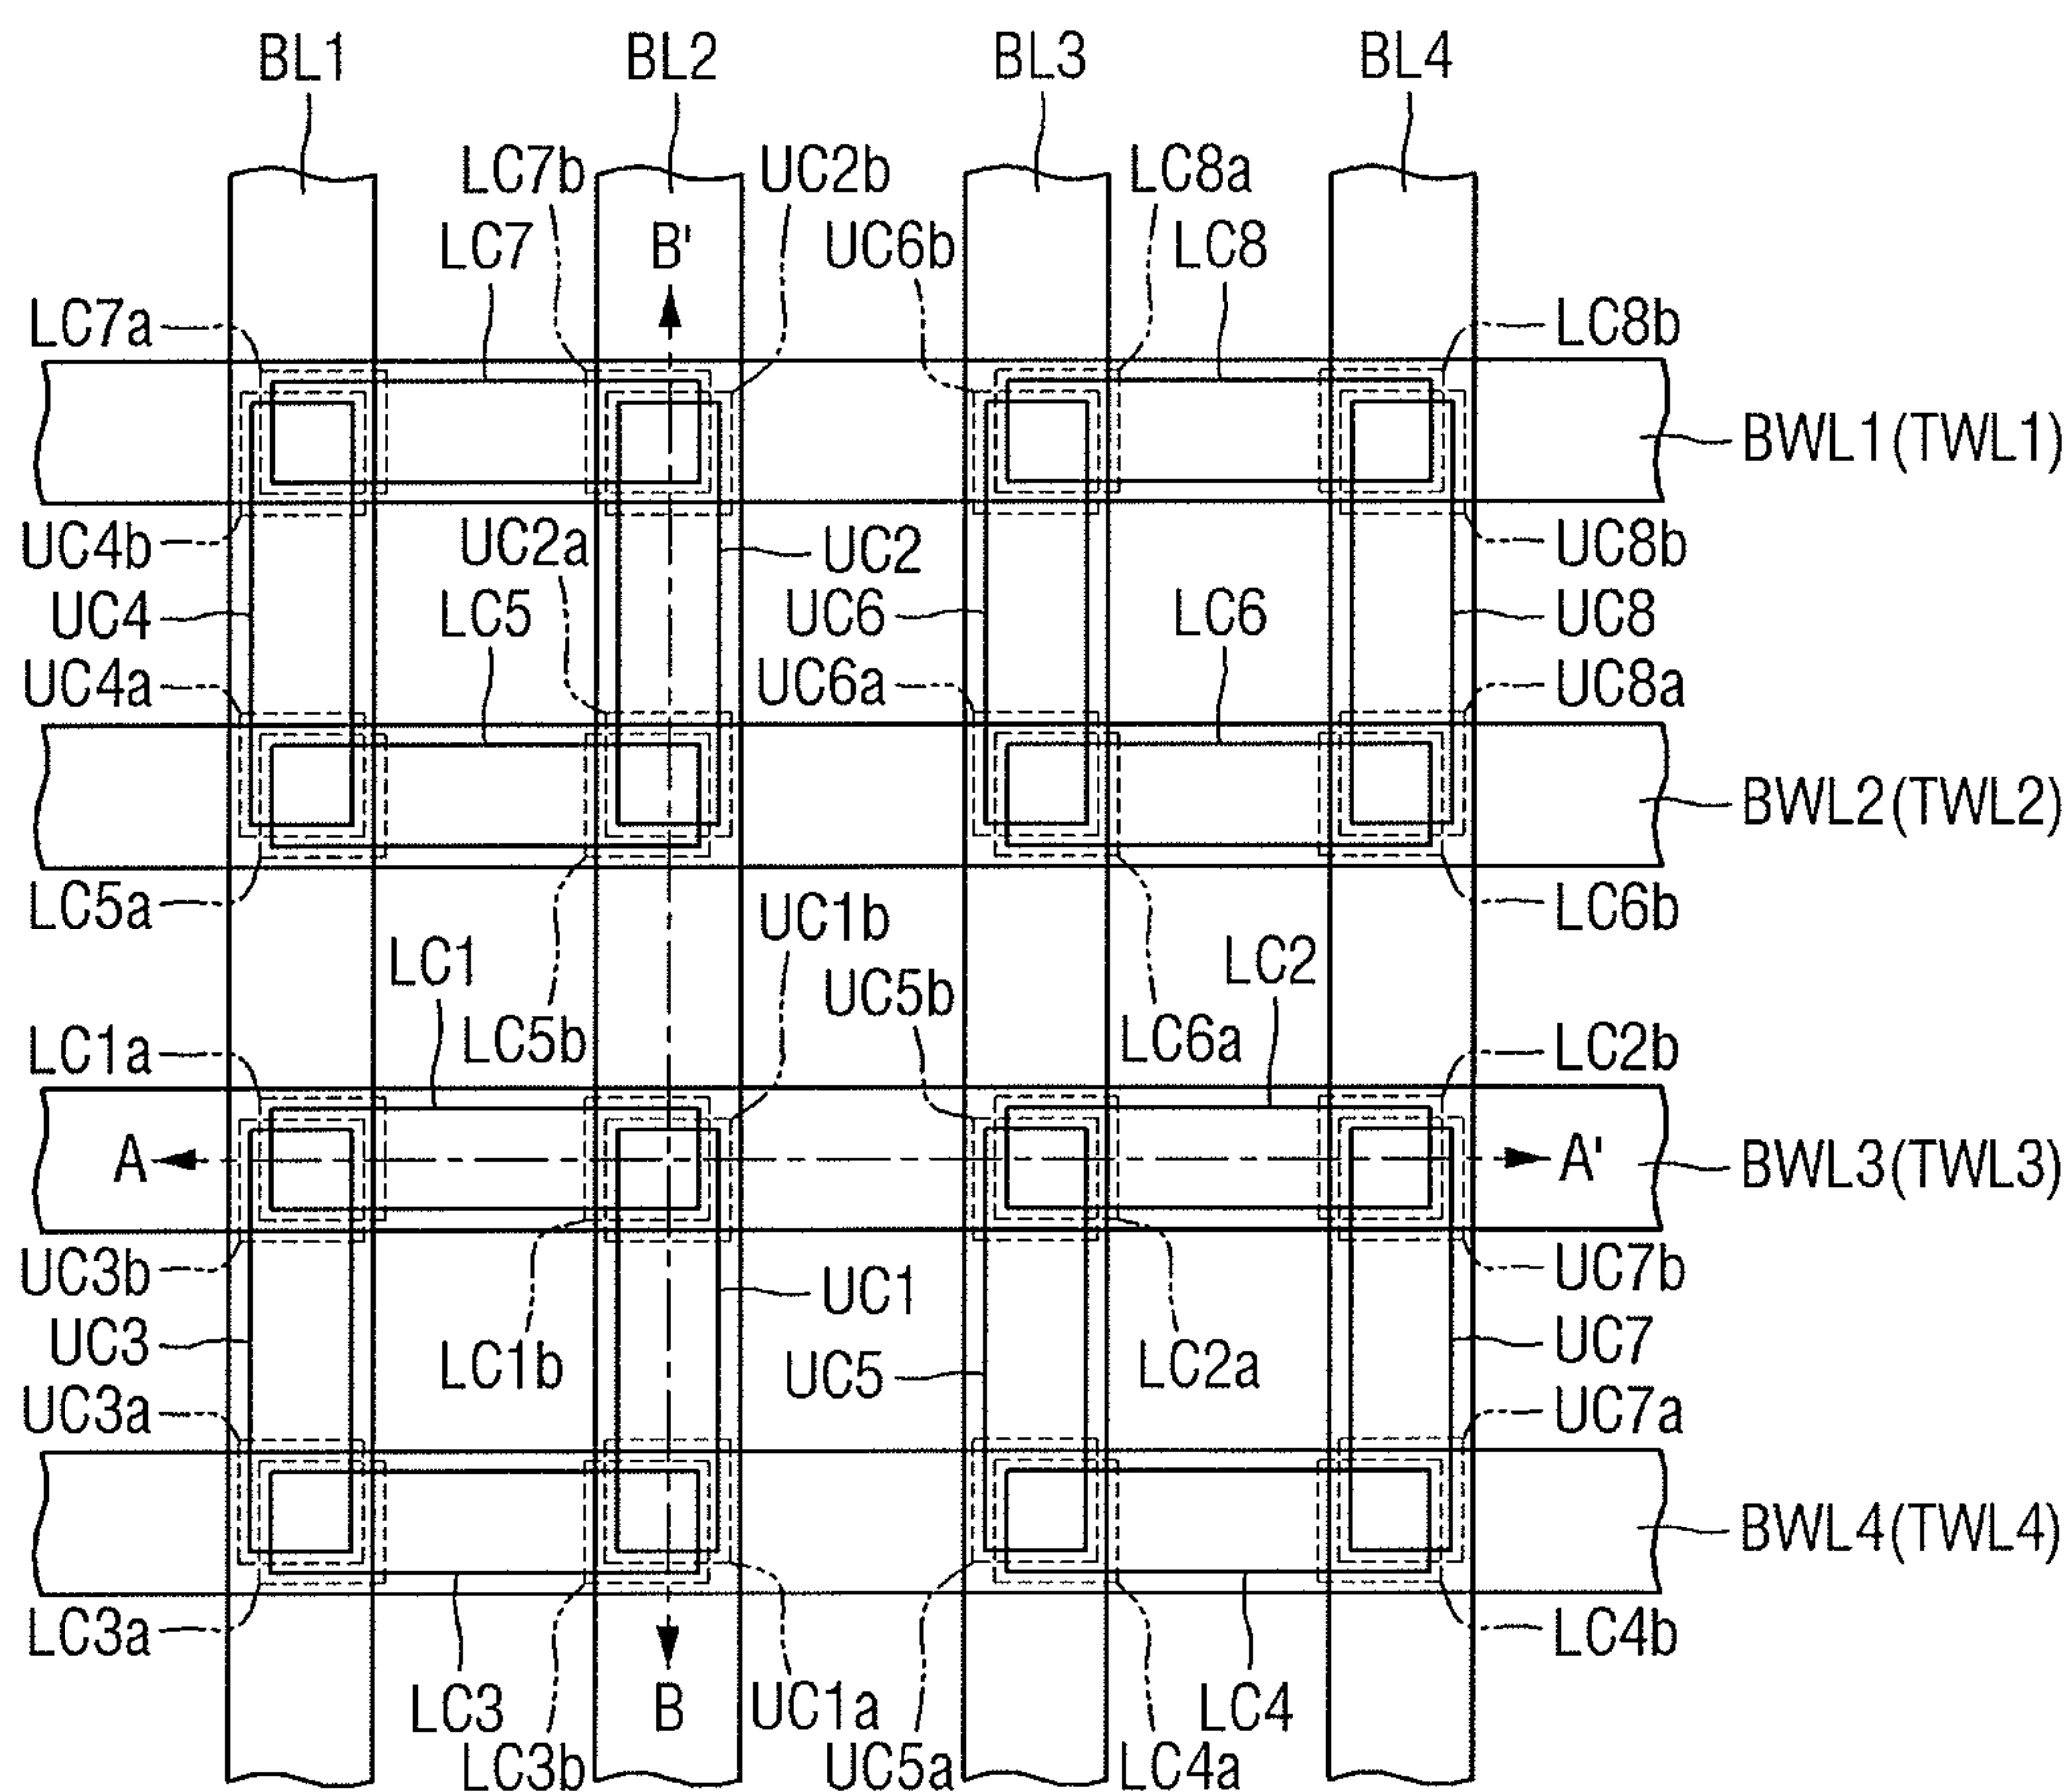 BL1 BL2 BL3 BL4
LC7b UC2b LC8a
LC7 B' UC6b LC8
LC7a LC8b
BWL1(TWL1)
UC4b UC2a UC2 UC8b
UC4 LC5 UC6 LC6 UC8
UC4a UC6a UC8a
BWL2(TWL2)
LC5a UC1b LC6b
LC1 LC2
UC5b
LC1a LC5b LC6a LC2b
A A' BWL3(TWL3)
UC3b UC1 UC7b
UC3 LC1b UC5 LC2a UC7
UC3a UC7a
BWL4(TWL4)
LC3a LC4b
LC3 B UC1a LC4
LC3b UC5a LC4a